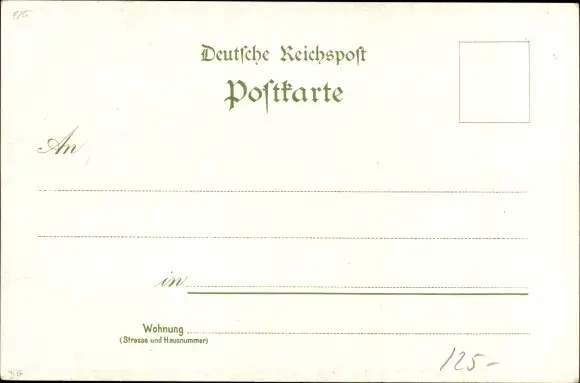 Deutſche Reichspoſt
Poſtkarte
An
in
Wohnung
(Strasse und Hausnummer)
125-